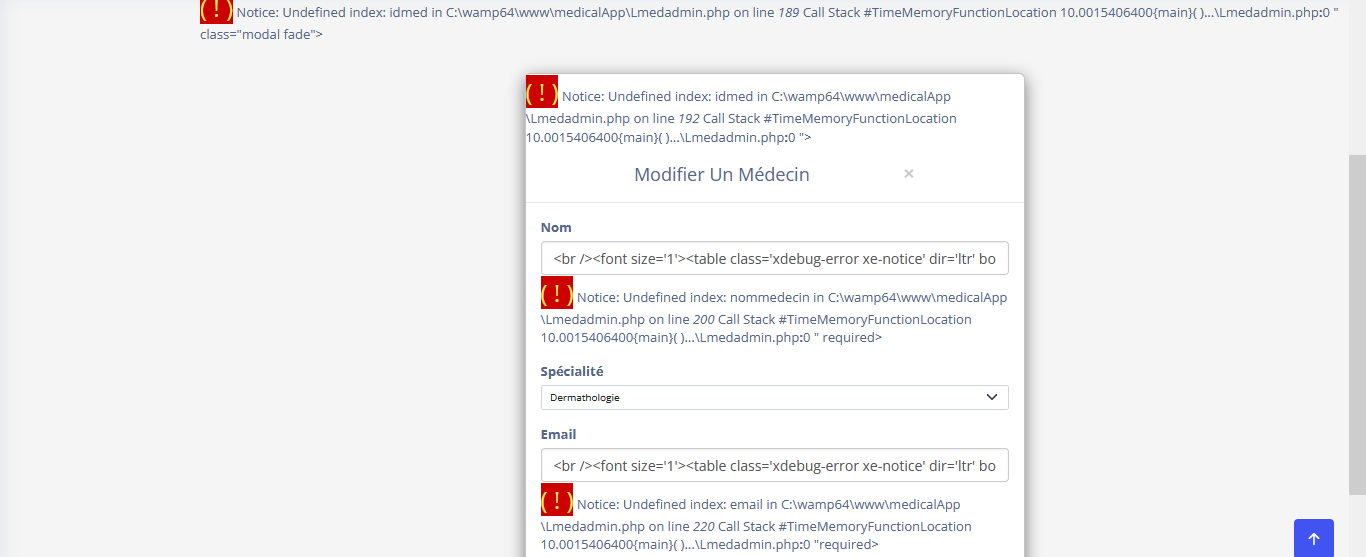 ( ! ) Notice: Undefined index: idmed in C:\wamp64\www\medicalApp\Lmedadmin.php on line 189 Call Stack #TimeMemoryFunctionLocation 10.0015406400{main}( )...\Lmedadmin.php:0 "
class="modal fade">
( ! ) Notice: Undefined index: idmed in C:\wamp64\www\medicalApp
\Lmedadmin.php on line 192 Call Stack #TimeMemoryFunctionLocation
10.0015406400{main}( )...\Lmedadmin.php:0 ">
Modifier Un Médecin ×
Nom
<br /><font size='1'><table class='xdebug-error xe-notice' dir='ltr' bo
( ! ) Notice: Undefined index: nommedecin in C:\wamp64\www\medicalApp
\Lmedadmin.php on line 200 Call Stack #TimeMemoryFunctionLocation
10.0015406400{main}( )...\Lmedadmin.php:0 " required>
Spécialité
Dermathologie
Email
<br /><font size='1'><table class='xdebug-error xe-notice' dir='ltr' bo
( ! ) Notice: Undefined index: email in C:\wamp64\www\medicalApp
\Lmedadmin.php on line 220 Call Stack #TimeMemoryFunctionLocation
10.0015406400{main}( )...\Lmedadmin.php:0 "required>